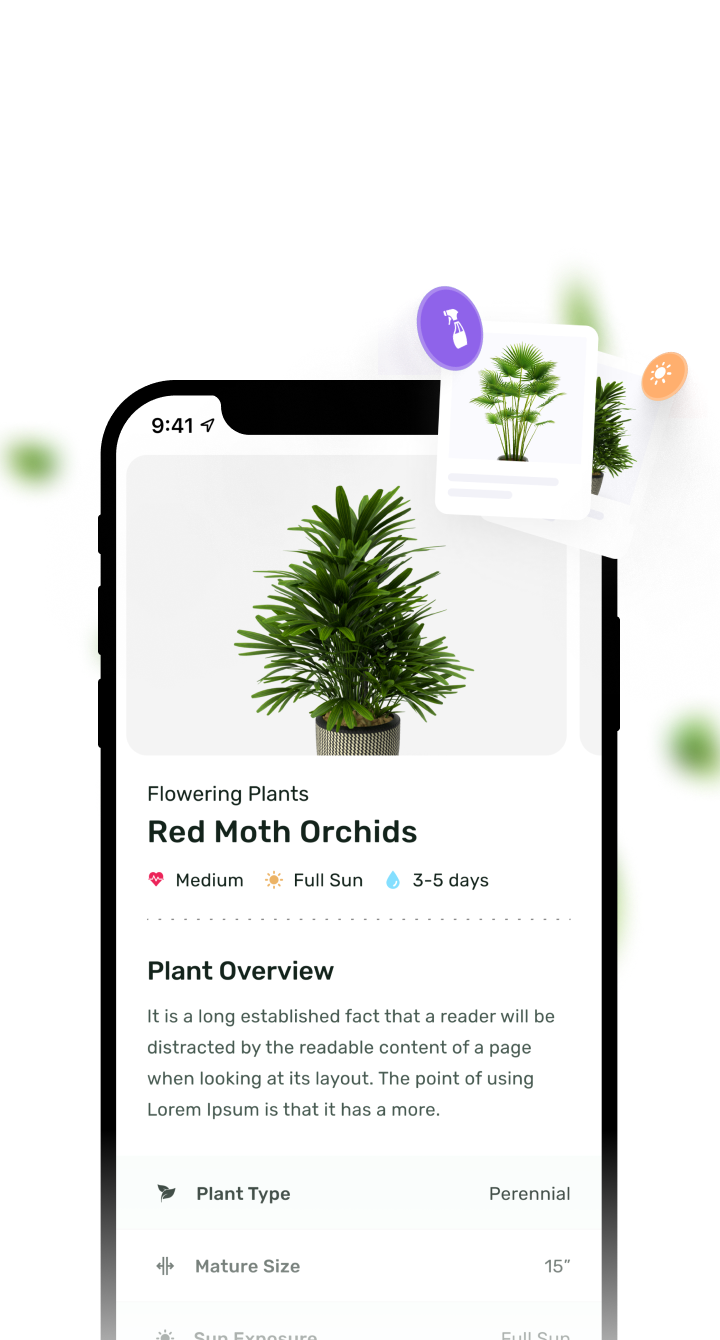 9:41
Flowering Plants
Red Moth Orchids
Medium Full Sun 3-5 days
Plant Overview
It is a long established fact that a reader will be
distracted by the readable content of a page
when looking at its layout. The point of using
Lorem Ipsum is that it has a more.
Plant Type Perennial
Mature Size 15”
Sun Exposure Full Sun